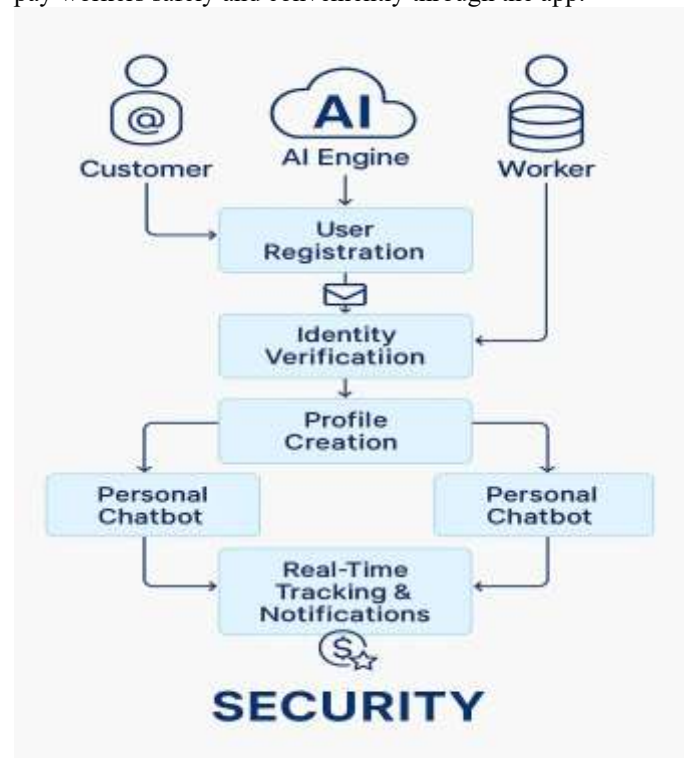 pay workers safely and conveniently through the app.
@
AI
Customer
AI Engine
Worker
User
Registration
Identity
Verificatiion
Profile
Creation
Personal
Chatbot
Personal
Chatbot
Real-Time
Tracking &
Notifications
$
SECURITY